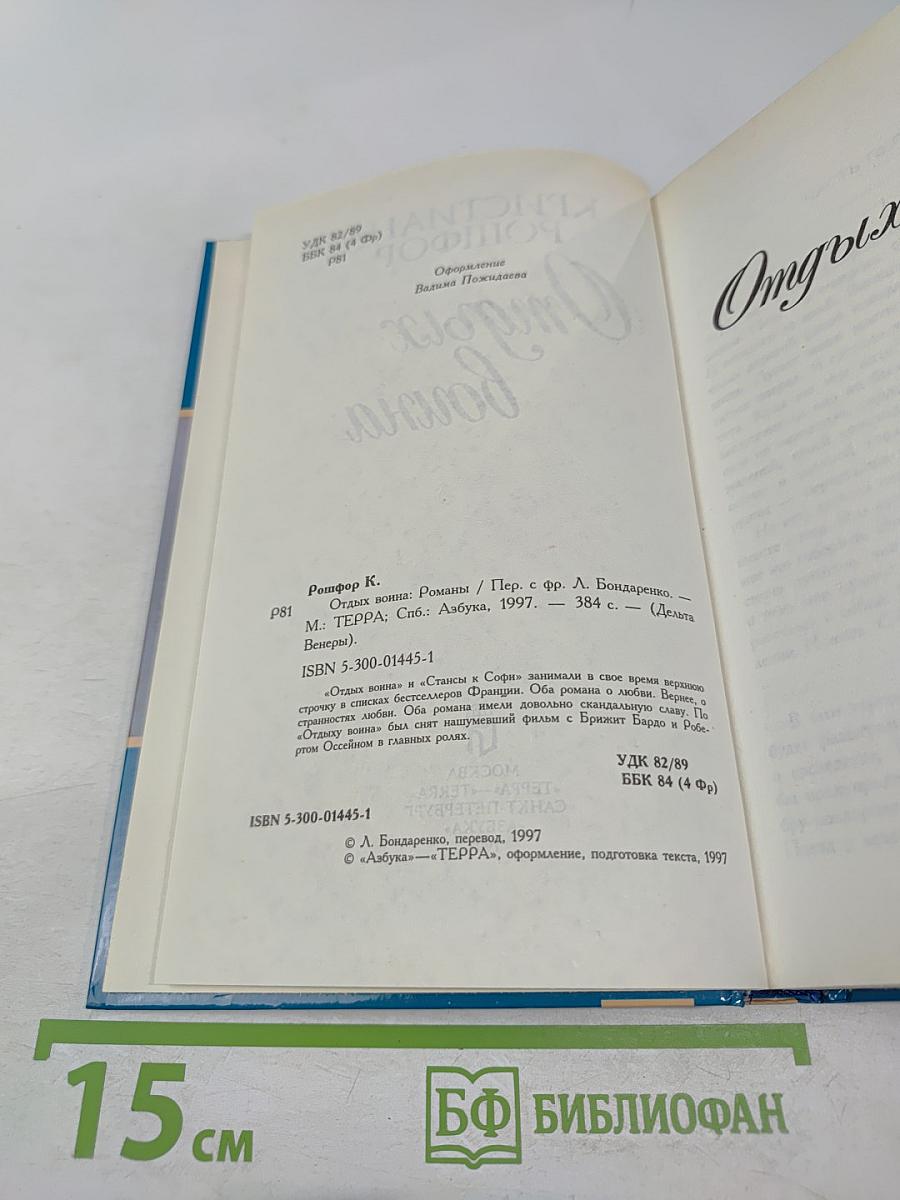 УДК 82/89
ББК 84 (4 Фр)
Р81
Оформление
Вадима Пожидаева
Рошфор К.
Р81
Отдых воина: Романы / Пер. с фр. Л. Бондаренко. —
М.: ТЕРРА; Спб.: Азбука, 1997. — 384 с. — (Дельта
Венеры).
ISBN 5-300-01445-1
«Отдых воина» и «Стансы к Софи» занимали в свое время верхнюю
строчку в списках бестселлеров Франции. Оба романа о любви. Вернее, о
странностях любви. Оба романа имели довольно скандальную славу. По
«Отдыху воина» был снят нашумевший фильм с Брижит Бардо и Робе-
ртом Оссейном в главных ролях.
УДК 82/89
ББК 84 (4 Фр)
ISBN 5-300-01445-1
© Л. Бондаренко, перевод, 1997
© «Азбука»—«ТЕРРА», оформление, подготовка текста, 1997
Отдых
15 см
БФ БИБЛИОФАН